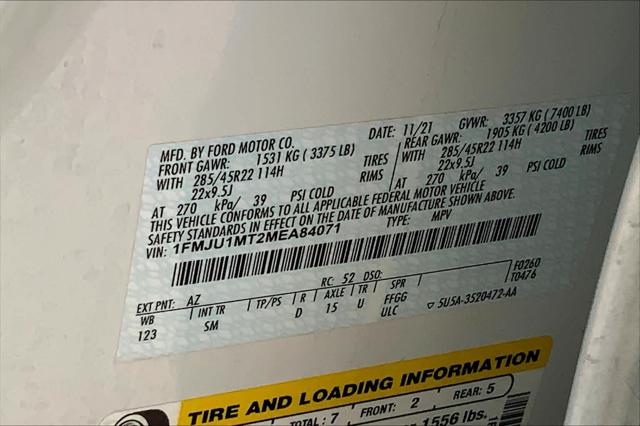 MFD. BY FORD MOTOR CO.
DATE: 11/21
GVWR: 3357 KG (7400 LB)
FRONT GAWR: 1531 KG (3375 LB)
REAR GAWR: 1905 KG (4200 LB)
WITH 285/45R22 114H TIRES
WITH 285/45R22 114H TIRES
22x9.5J RIMS
22x9.5J RIMS
AT 270 kPa/ 39 PSI COLD
AT 270 kPa/ 39 PSI COLD
THIS VEHICLE CONFORMS TO ALL APPLICABLE FEDERAL MOTOR VEHICLE
SAFETY STANDARDS IN EFFECT ON THE DATE OF MANUFACTURE SHOWN ABOVE.
VIN: 1FMJU1MT2MEA84071
TYPE: MPV
F0260
T0476
EXT PNT: AZ RC: 52 DSO:
WB INT TR TP/PS R AXLE TR SPR
123 SM D 15 U FFGG
ULC ▽ 5U5A-3520472-AA
TIRE AND LOADING INFORMATION
TOTAL: 7 FRONT: 2 REAR: 5
1556 lbs.